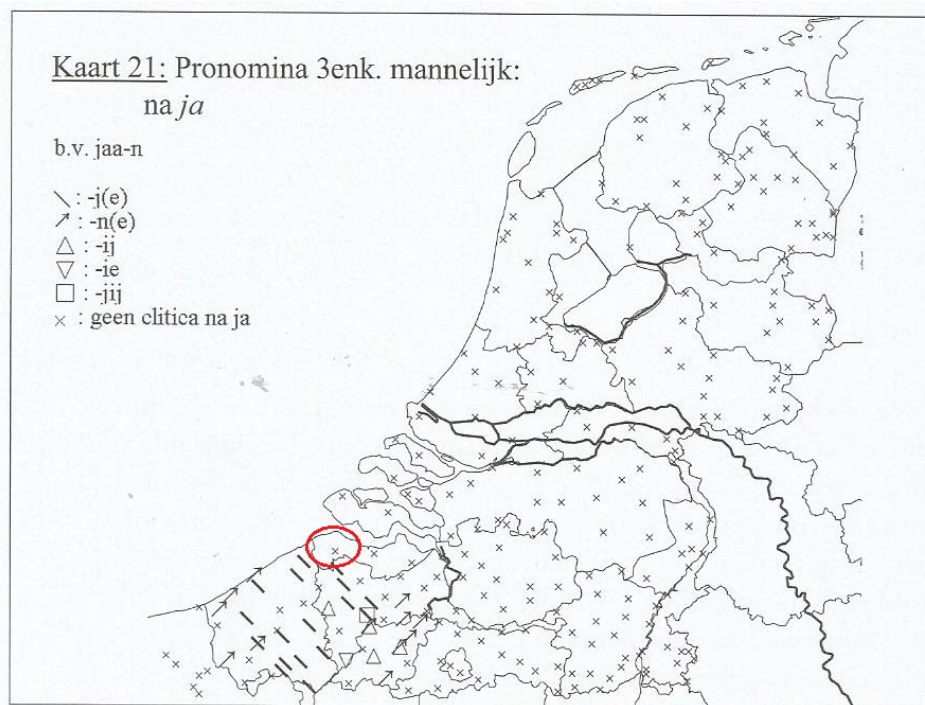 Kaart 21: Pronomina 3enk. mannelijk:
na ja
b.v. jaa-n
: -j(e)
: -n(e)
: -ij
: -ie
: -jij
: geen clitica na ja